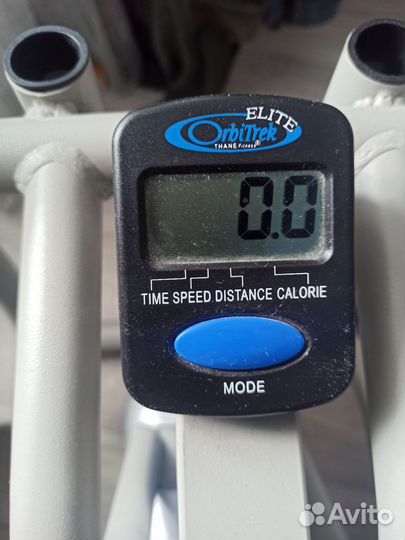 ELITE
OrbiTrek
THANE FITNESS®
0.0
TIME SPEED DISTANCE CALORIE
MODE
Avito